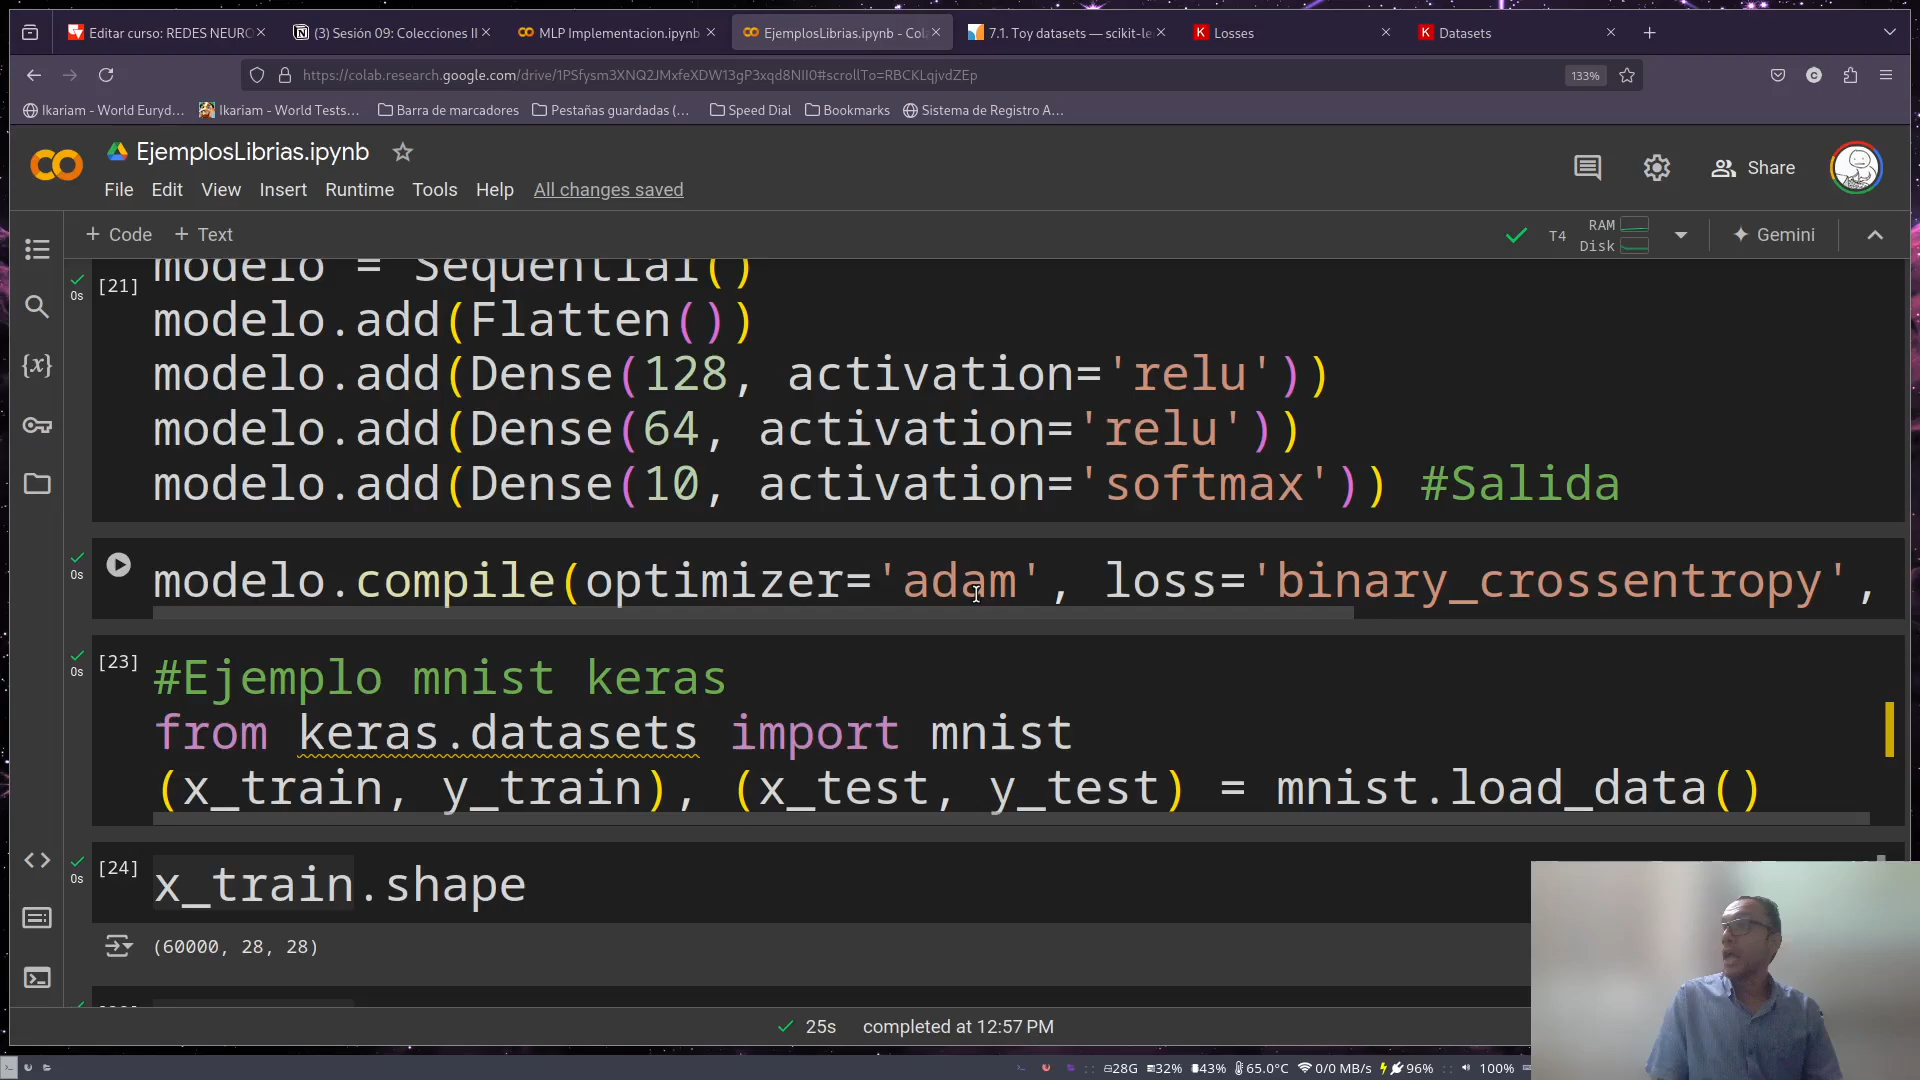 Editar curso: REDES NEURO
(3) Sesión 09: Colecciones II
MLP Implementacion.ipynb
EjemplosLibrias.ipynb - Col
7.1. Toy datasets — scikit-le
Losses
Datasets
https://colab.research.google.com/drive/1PSfysm3XNQ2JMxfeXDW13gP3xqd8NII0#scrollTo=RBCKLqjvdZEp
133%
Ikariam - World Euryd…
Ikariam - World Tests…
Barra de marcadores
Pestañas guardadas (…
Speed Dial
Bookmarks
Sistema de Registro A…
EjemplosLibrias.ipynb
Share
File Edit View Insert Runtime Tools Help All changes saved
+ Code + Text
T4
RAM
Disk
Gemini
[21]
modelo = Sequential()
modelo.add(Flatten())
modelo.add(Dense(128, activation='relu'))
modelo.add(Dense(64, activation='relu'))
modelo.add(Dense(10, activation='softmax')) #Salida
0s
modelo.compile(optimizer='adam', loss='binary_crossentropy',
0s
[23]
#Ejemplo mnist keras
0s
from keras.datasets import mnist
(x_train, y_train), (x_test, y_test) = mnist.load_data()
[24]
x_train.shape
0s
(60000, 28, 28)
25s completed at 12:57 PM
28G 32% 43% 65.0°C 0/0 MB/s 96% 100%